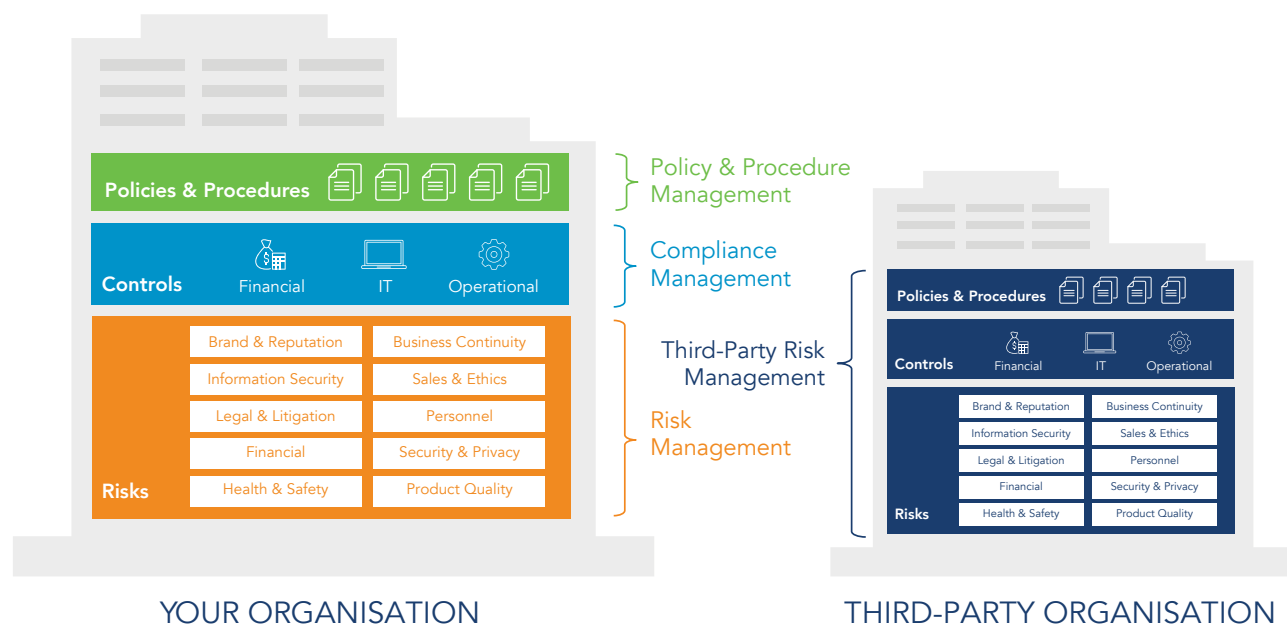 Policies & Procedures
Policy & Procedure
Management
Controls
Financial
IT
Operational
Compliance
Management
Risks
Brand & Reputation
Business Continuity
Information Security
Sales & Ethics
Legal & Litigation
Personnel
Financial
Security & Privacy
Health & Safety
Product Quality
Risk
Management
YOUR ORGANISATION
Third-Party Risk
Management
Policies & Procedures
Controls
Financial
IT
Operational
Risks
Brand & Reputation
Business Continuity
Information Security
Sales & Ethics
Legal & Litigation
Personnel
Financial
Security & Privacy
Health & Safety
Product Quality
THIRD-PARTY ORGANISATION